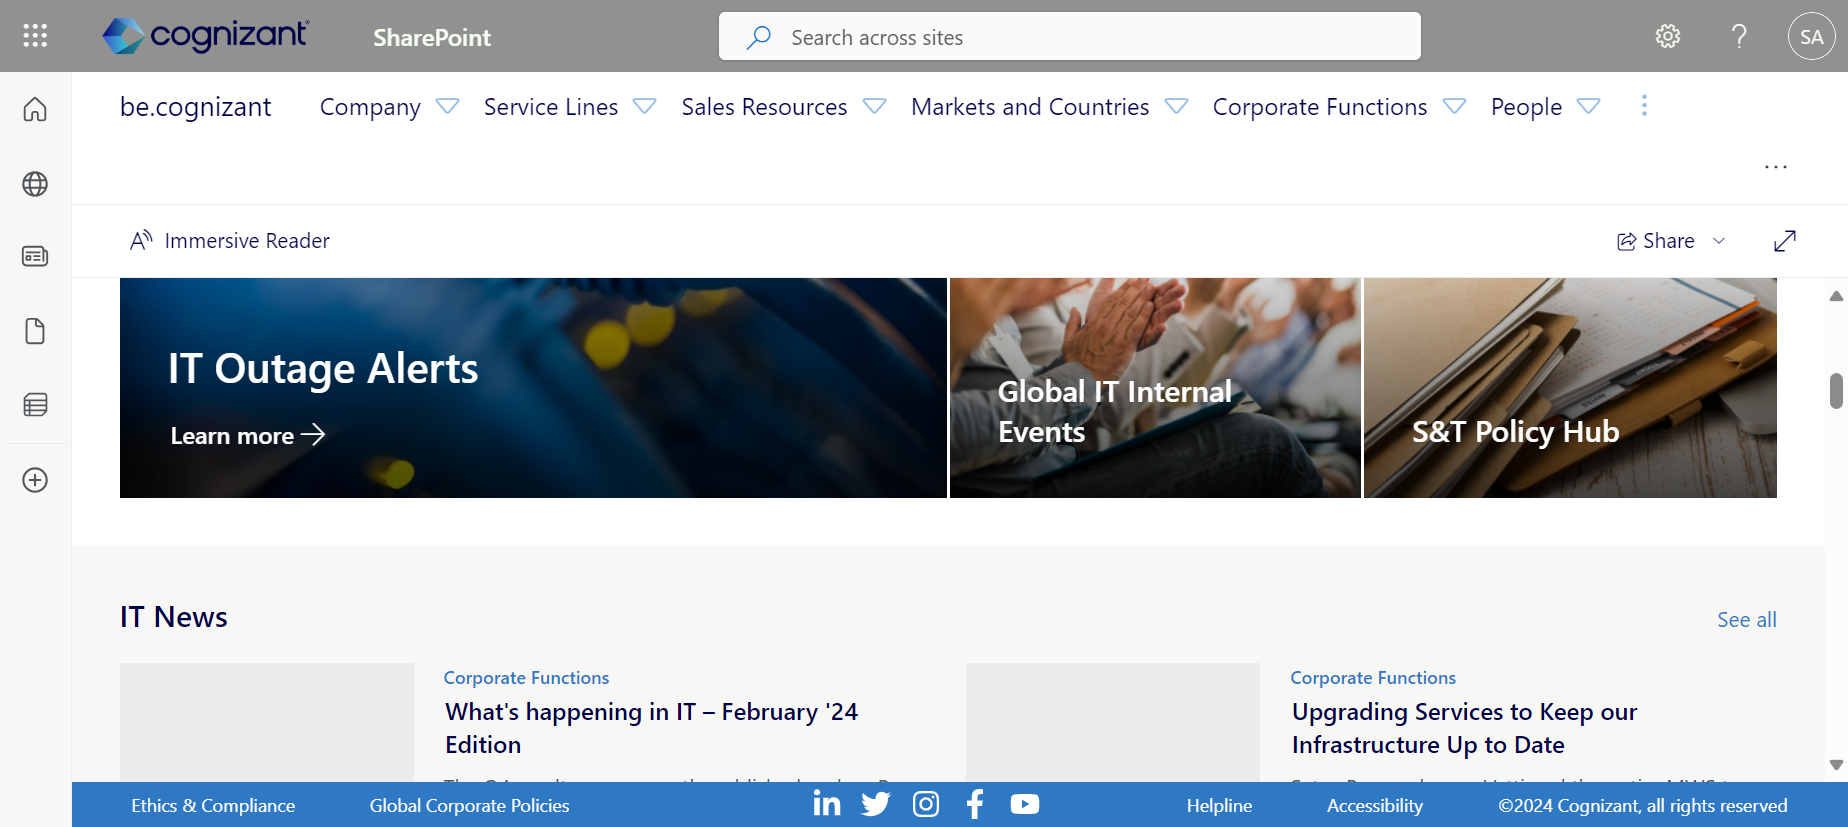 cognizant
SharePoint
Search across sites
SA
be.cognizant
Company
Service Lines
Sales Resources
Markets and Countries
Corporate Functions
People
Immersive Reader
Share
IT Outage Alerts
Learn more
Global IT Internal
Events
S&T Policy Hub
IT News
See all
Corporate Functions
What's happening in IT – February '24
Edition
Corporate Functions
Upgrading Services to Keep our
Infrastructure Up to Date
Ethics & Compliance
Global Corporate Policies
Helpline
Accessibility
©2024 Cognizant, all rights reserved